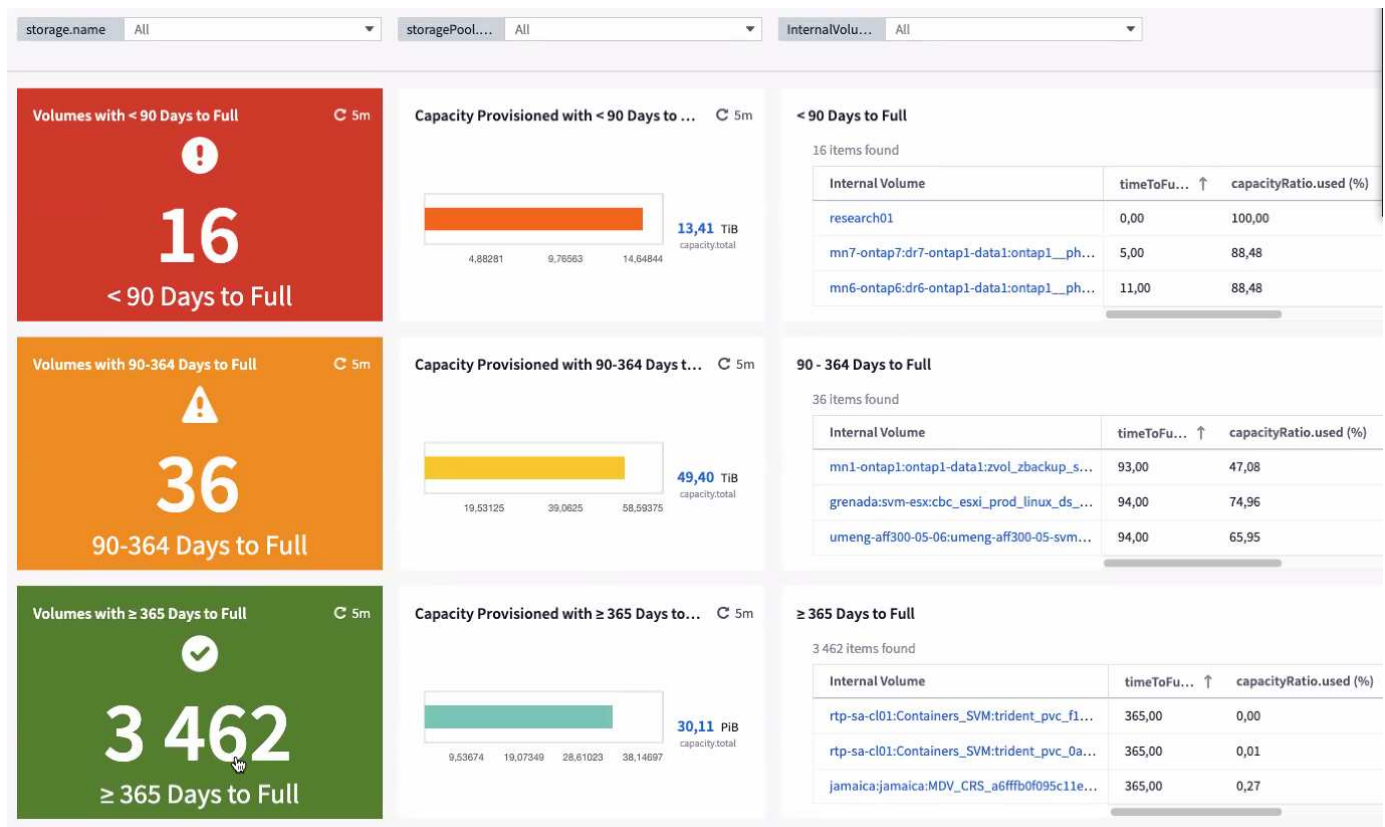 storage.name All storagePool.... All InternalVolu... All
Volumes with < 90 Days to Full 5m
16
< 90 Days to Full
Capacity Provisioned with < 90 Days to ... 5m
13,41 TiB
capacity.total
4,88281 9,76563 14,64844
< 90 Days to Full
16 items found
Internal Volume timeToFu... ↑ capacityRatio.used (%)
research01 0,00 100,00
mn7-ontap7:dr7-ontap1-data1:ontap1__ph... 5,00 88,48
mn6-ontap6:dr6-ontap1-data1:ontap1__ph... 11,00 88,48
Volumes with 90-364 Days to Full 5m
36
90-364 Days to Full
Capacity Provisioned with 90-364 Days t... 5m
49,40 TiB
capacity.total
19,53125 39,0625 58,59375
90 - 364 Days to Full
36 items found
Internal Volume timeToFu... ↑ capacityRatio.used (%)
mn1-ontap1:ontap1-data1:zvol_zbackup_s... 93,00 47,08
grenada:svm-esx:cbc_esxi_prod_linux_ds_... 94,00 74,96
umeng-aff300-05-06:umeng-aff300-05-svm... 94,00 65,95
Volumes with ≥ 365 Days to Full 5m
3 462
≥ 365 Days to Full
Capacity Provisioned with ≥ 365 Days to... 5m
30,11 PiB
capacity.total
9,53674 19,07349 28,61023 38,14697
≥ 365 Days to Full
3 462 items found
Internal Volume timeToFu... ↑ capacityRatio.used (%)
rtp-sa-cl01:Containers_SVM:trident_pvc_f1... 365,00 0,00
rtp-sa-cl01:Containers_SVM:trident_pvc_0a... 365,00 0,01
jamaica:jamaica:MDV_CRS_a6fffb0f095c11e... 365,00 0,27